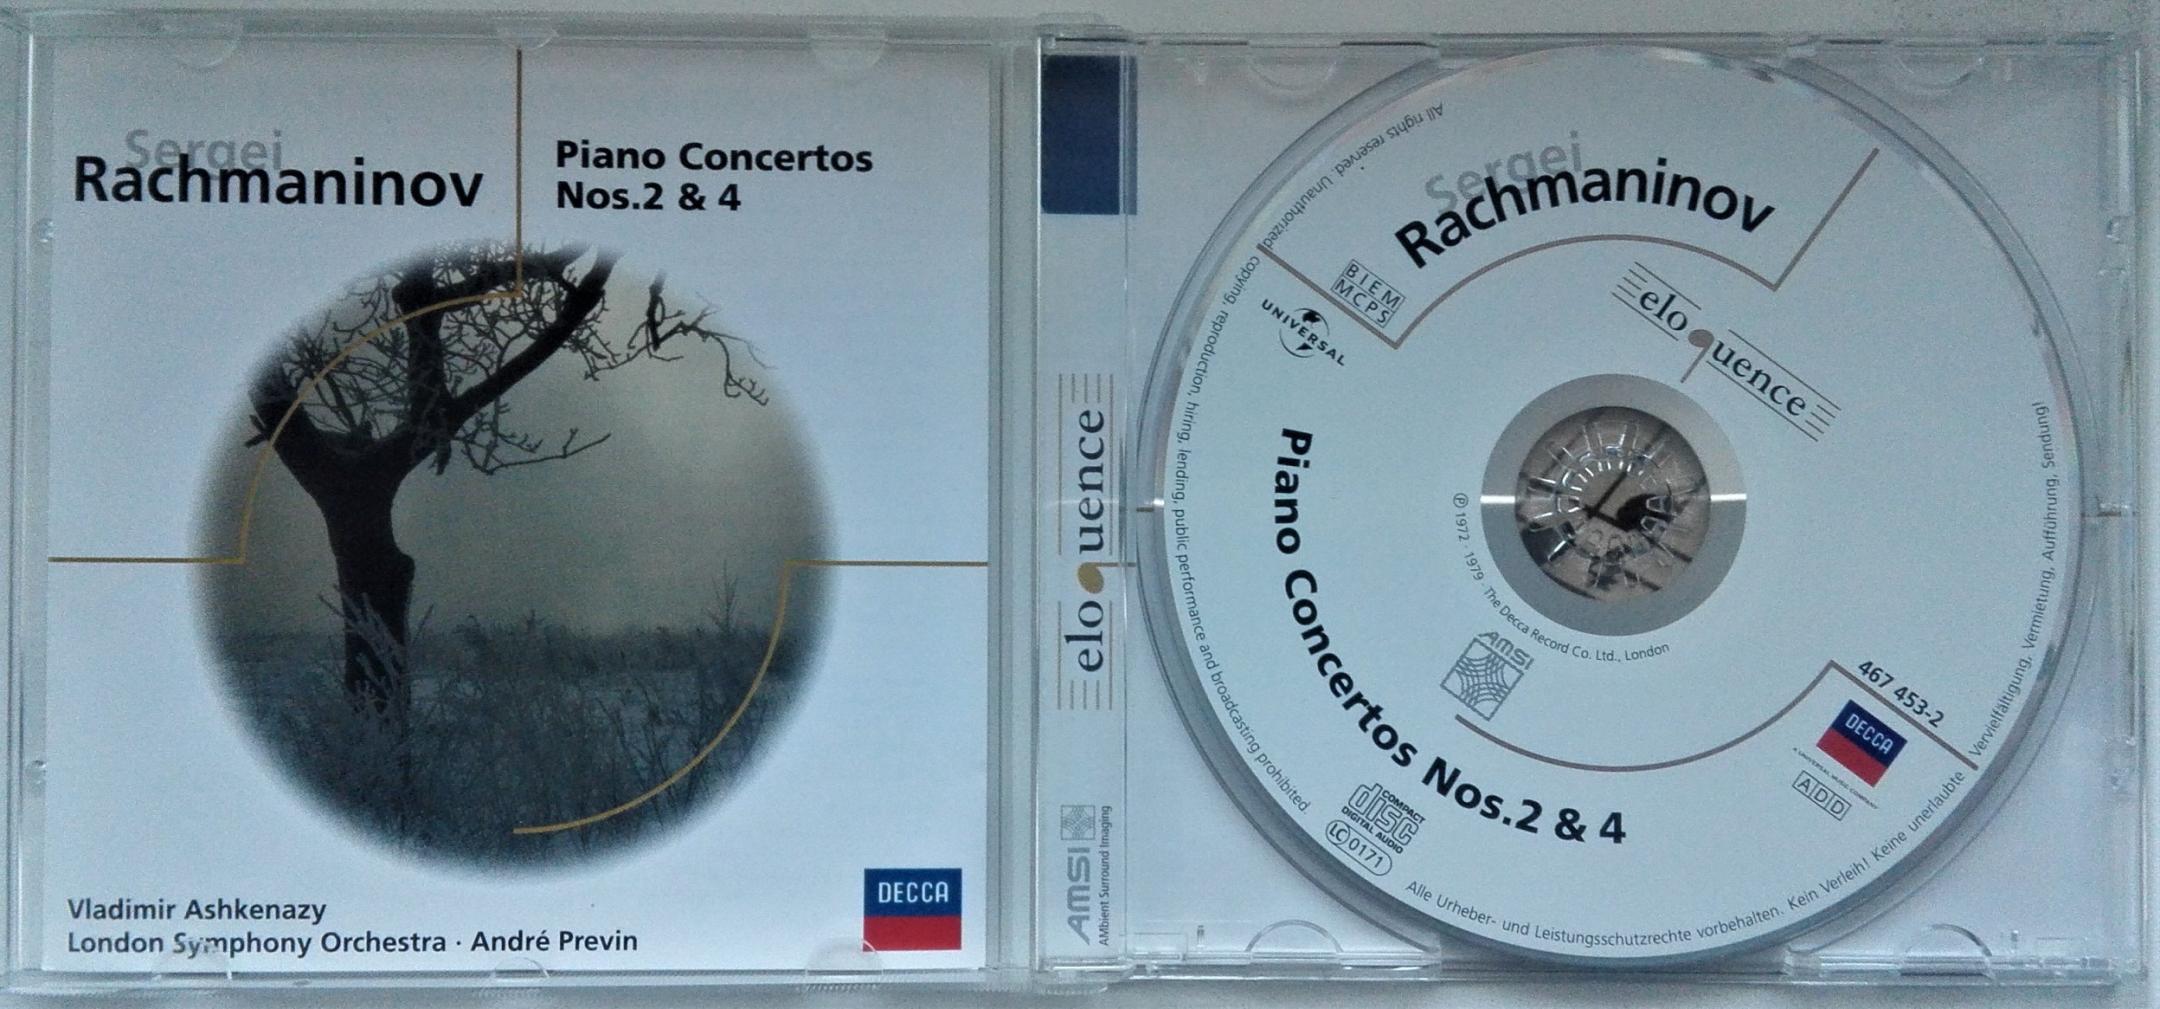 Sergei
Rachmaninov
Piano Concertos
Nos.2 & 4
Vladimir Ashkenazy
London Symphony Orchestra · André Previn
DECCA
eloquence
AMSI
AMbient Surround Imaging
Sergei
Rachmaninov
eloquence
BIEM
MCPS
UNIVERSAL
Piano Concertos Nos.2 & 4
℗ 1972 · 1979 · The Decca Record Co. Ltd., London
AMSI
467 453-2
DECCA
A UNIVERSAL MUSIC COMPANY
ADD
COMPACT
disc
DIGITAL AUDIO
LC 0171
All rights reserved. Unauthorized copying, reproduction, hiring, lending, public performance and broadcasting prohibited.
Alle Urheber- und Leistungsschutzrechte vorbehalten. Kein Verleih! Keine unerlaubte Vervielfältigung, Vermietung, Aufführung, Sendung!